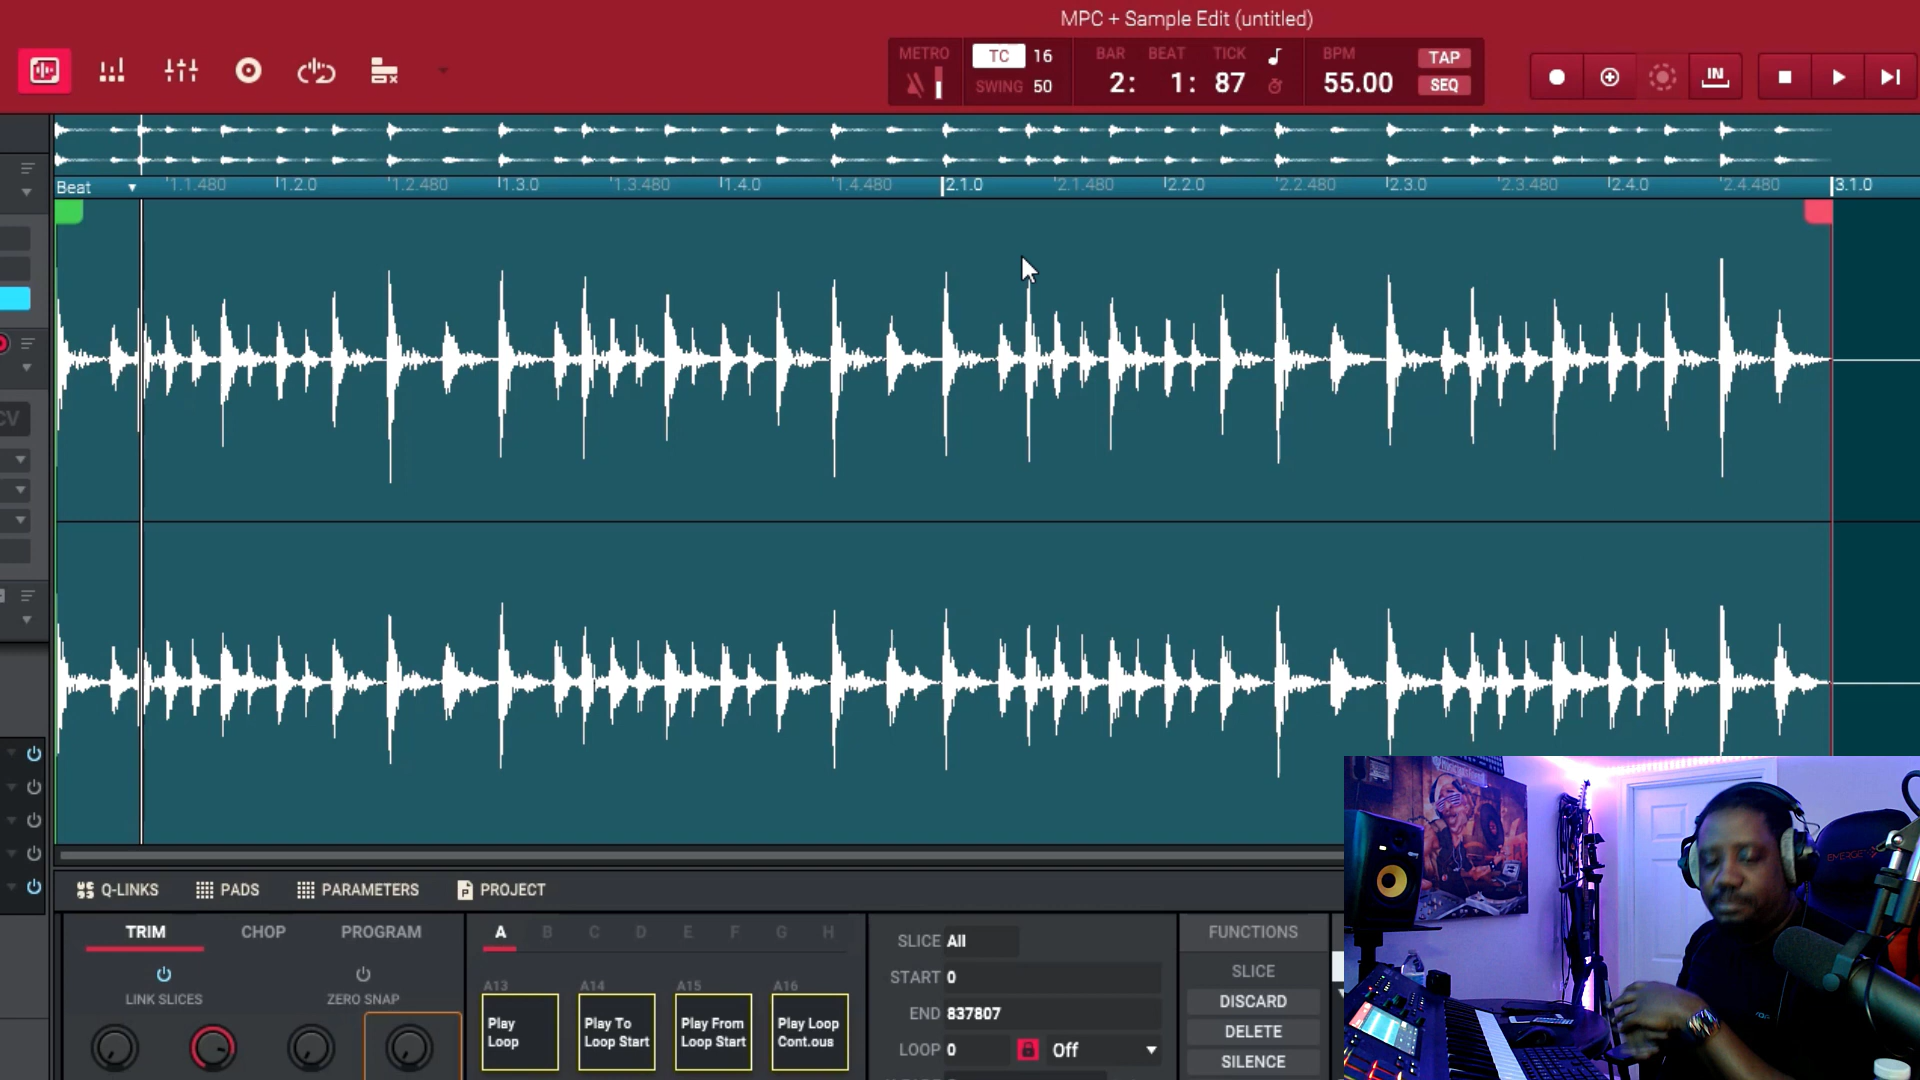 MPC + Sample Edit (untitled)
METRO
TC 16
SWING 50
BAR BEAT TICK
2: 1: 87
BPM
55.00
TAP
SEQ
IN
Beat
1.1.480 1.2.0 1.2.480 1.3.0 1.3.480 1.4.0 1.4.480 2.1.0 2.1.480 2.2.0 2.2.480 2.3.0 2.3.480 2.4.0 2.4.480 3.1.0
CV
Q-LINKS PADS PARAMETERS PROJECT
TRIM CHOP PROGRAM
LINK SLICES ZERO SNAP
A B C D E F G H
A13 A14 A15 A16
Play Loop
Play To Loop Start
Play From Loop Start
Play Loop Cont.ous
SLICE All
START 0
END 837807
LOOP 0 Off
FUNCTIONS
SLICE
DISCARD
DELETE
SILENCE